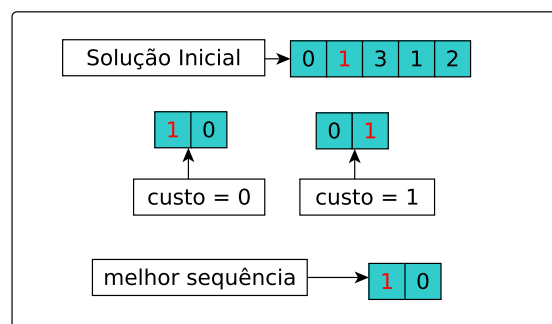 Solução Inicial 0 1 3 1 2
1 0 0 1
custo = 0 custo = 1
melhor sequência 1 0